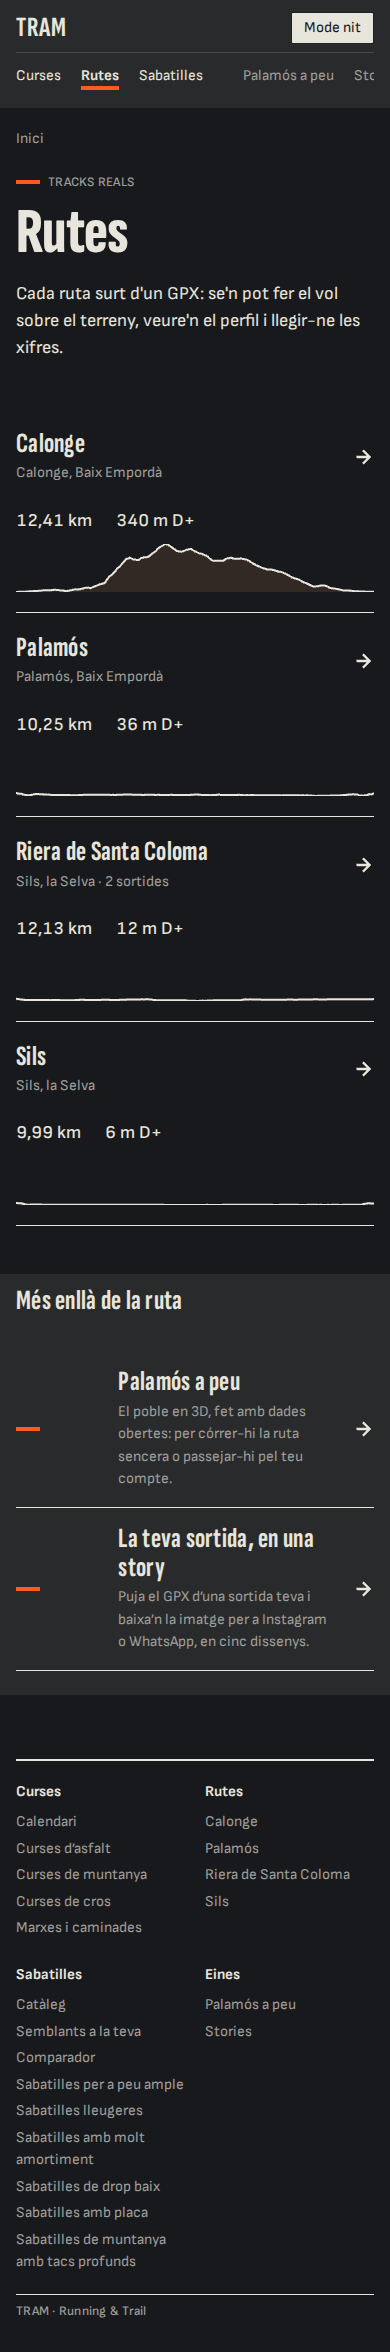 TRAM
Mode nit
Curses Rutes Sabatilles Palamós a peu
Inici
TRACKS REALS
Rutes
Cada ruta surt d'un GPX: se'n pot fer el vol
sobre el terreny, veure'n el perfil i llegir-ne les
xifres.
Calonge
Calonge, Baix Empordà
12,41 km 340 m D+
Palamós
Palamós, Baix Empordà
10,25 km 36 m D+
Riera de Santa Coloma
Sils, la Selva · 2 sortides
12,13 km 12 m D+
Sils
Sils, la Selva
9,99 km 6 m D+
Més enllà de la ruta
Palamós a peu
El poble en 3D, fet amb dades
obertes: per córrer-hi la ruta
sencera o passejar-hi pel teu
compte.
La teva sortida, en una
story
Puja el GPX d’una sortida teva i
baixa’n la imatge per a Instagram
o WhatsApp, en cinc dissenys.
Curses
Calendari
Curses d’asfalt
Curses de muntanya
Curses de cros
Marxes i caminades
Rutes
Calonge
Palamós
Riera de Santa Coloma
Sils
Sabatilles
Catàleg
Semblants a la teva
Comparador
Sabatilles per a peu ample
Sabatilles lleugeres
Sabatilles amb molt
amortiment
Sabatilles de drop baix
Sabatilles amb placa
Sabatilles de muntanya
amb tacs profunds
Eines
Palamós a peu
Stories
TRAM · Running & Trail